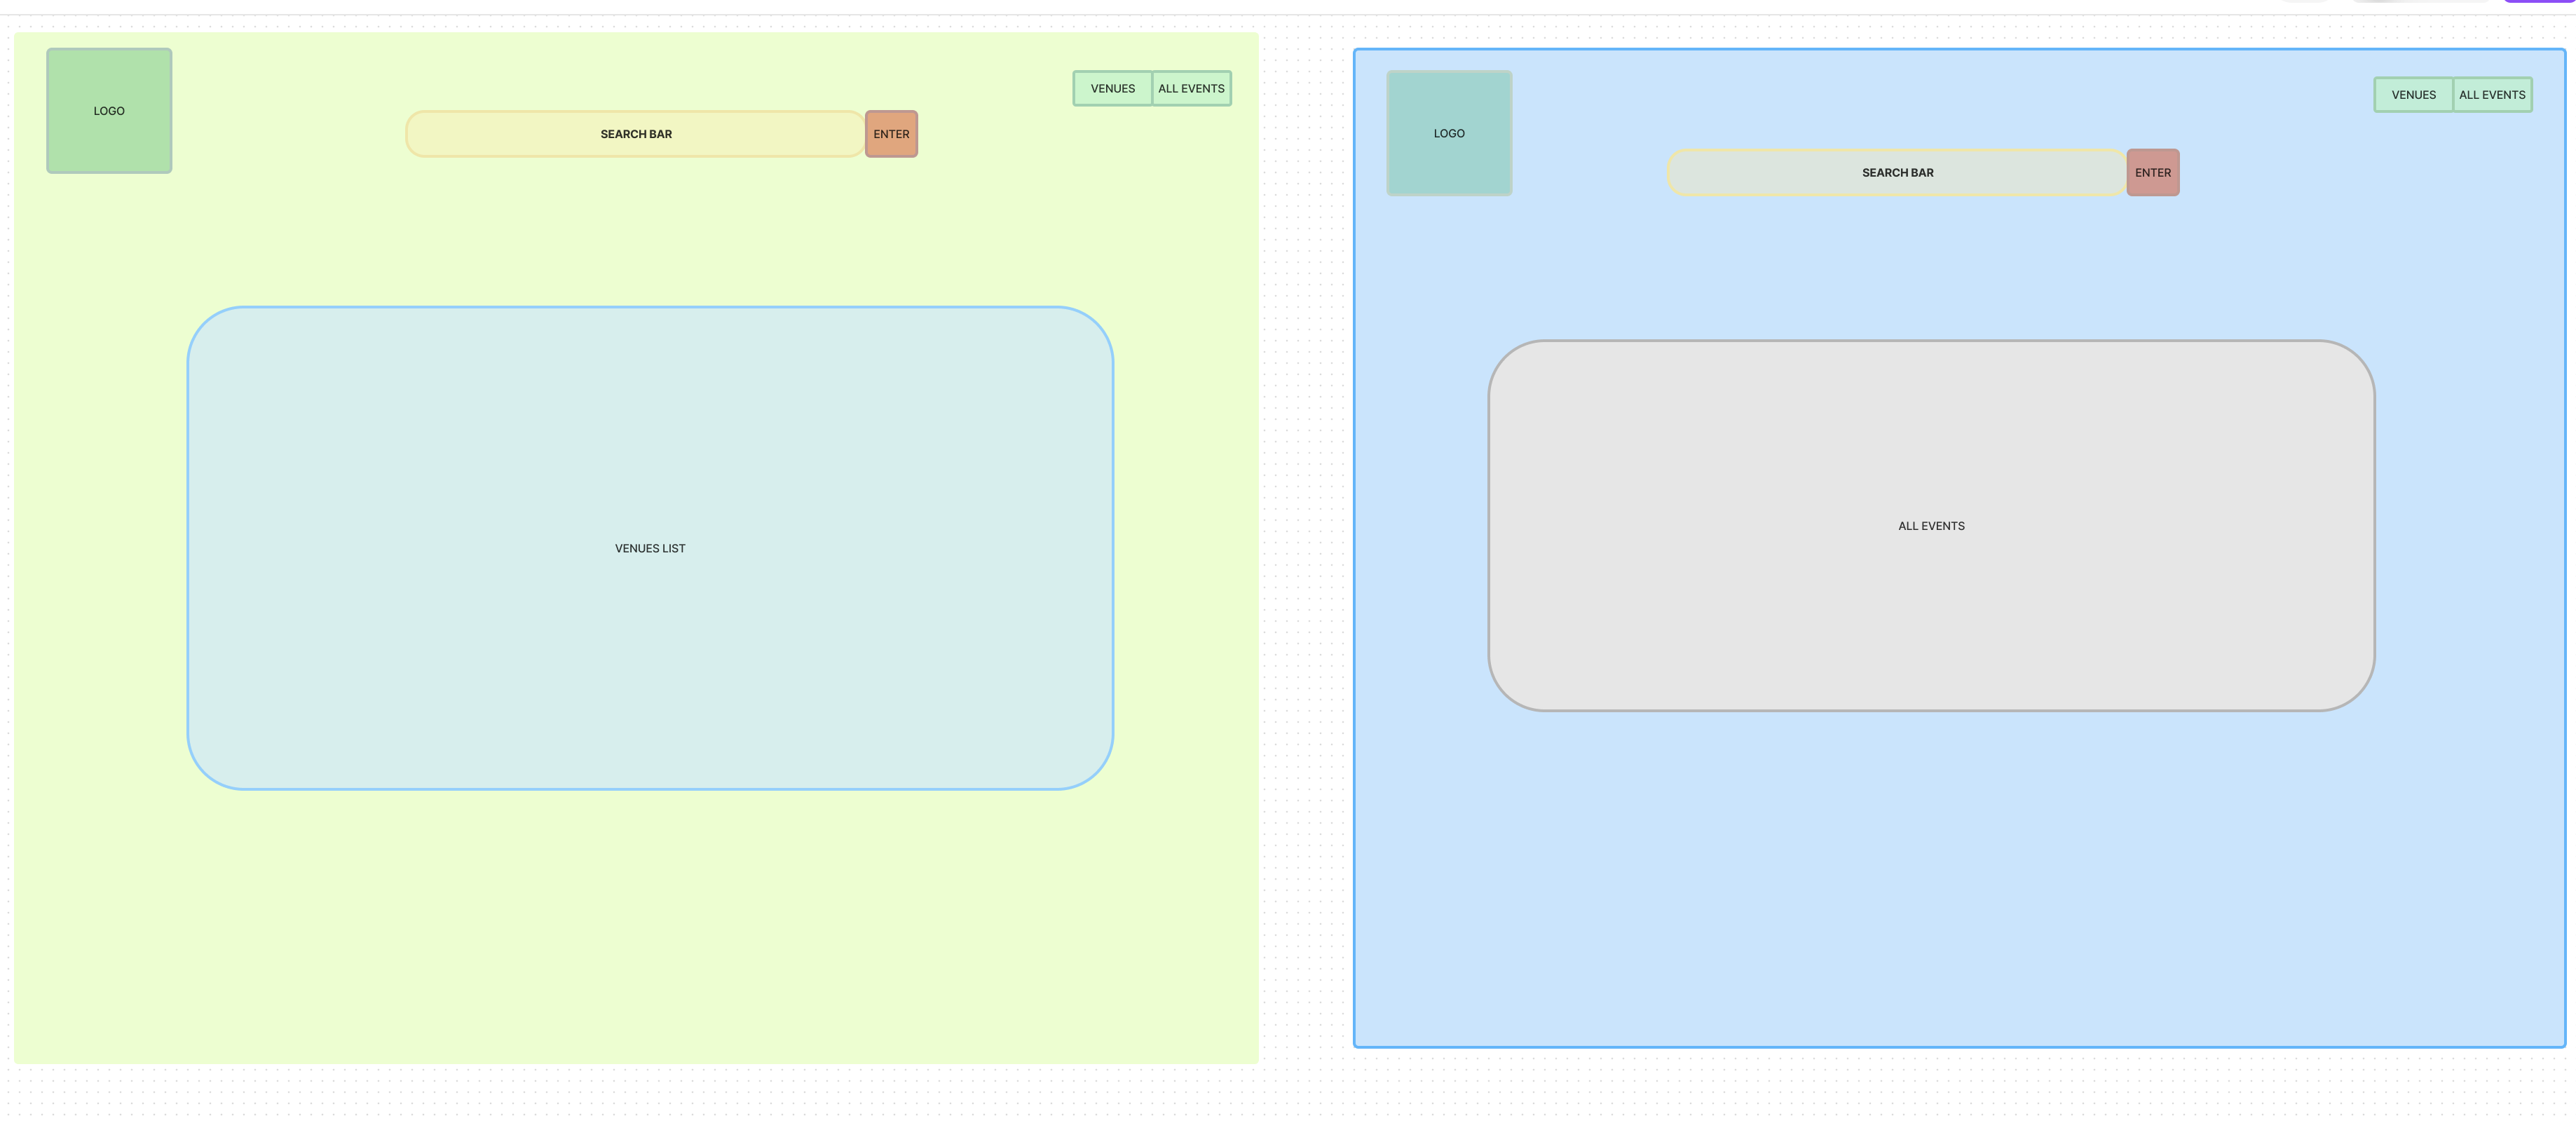 LOGO
VENUES
ALL EVENTS
SEARCH BAR
ENTER
VENUES LIST
LOGO
VENUES
ALL EVENTS
SEARCH BAR
ENTER
ALL EVENTS